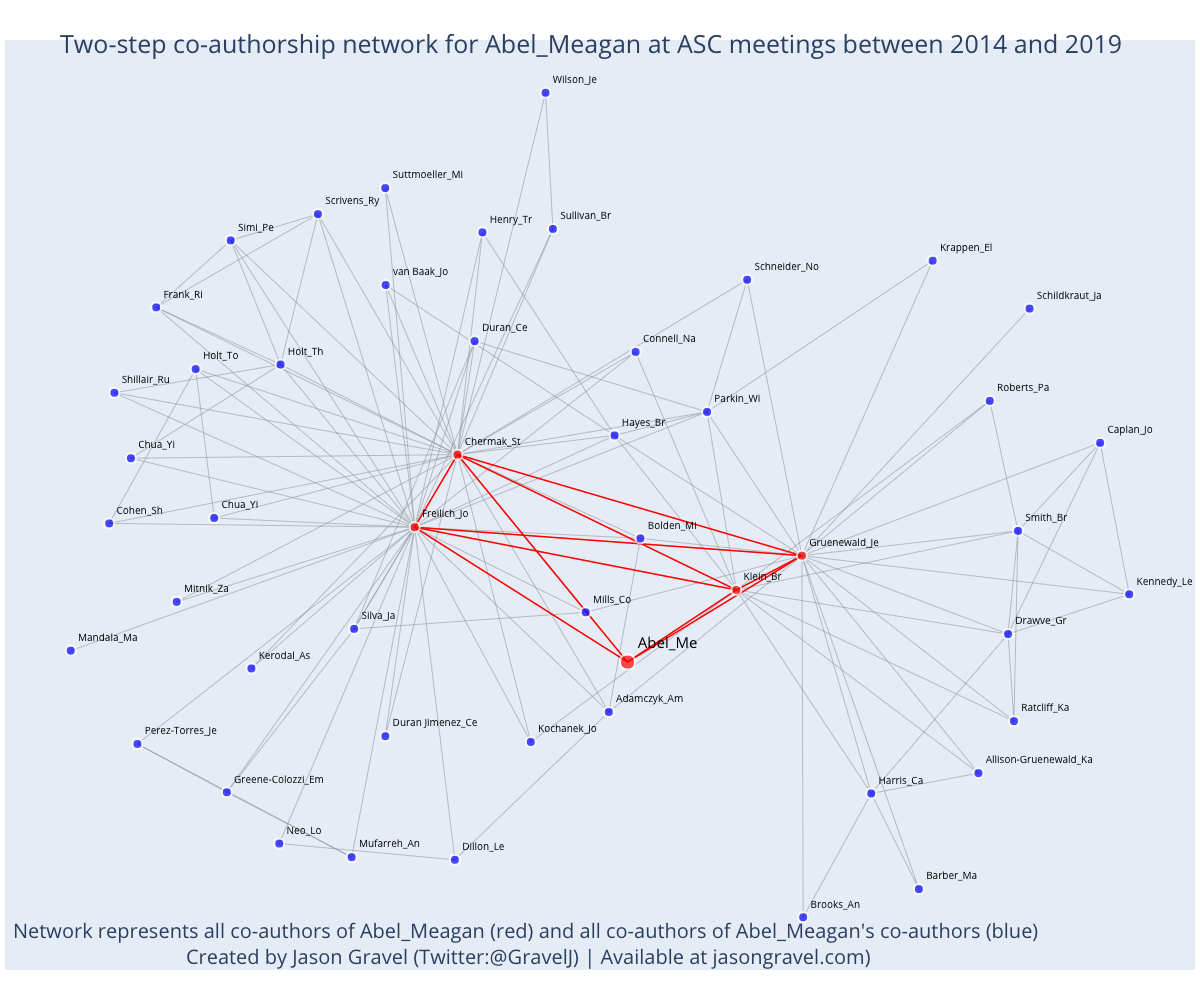 Two-step co-authorship network for Abel_Meagan at ASC meetings between 2014 and 2019
Wilson_Je
Suttmoeller_Mi
Scrivens_Ry
Henry_Tr
Sullivan_Br
Simi_Pe
Krappen_El
van Baak_Jo
Schneider_No
Frank_Ri
Schildkraut_Ja
Duran_Ce
Connell_Na
Holt_To
Holt_Th
Shillair_Ru
Roberts_Pa
Parkin_Wi
Hayes_Br
Caplan_Jo
Chua_Yi
Chermak_St
Cohen_Sh
Chua_Yi
Freilich_Jo
Bolden_Mi
Smith_Br
Gruenewald_Je
Klein_Br
Kennedy_Le
Mitnik_Za
Mills_Co
Silva_Ja
Drawve_Gr
Mandala_Ma
Abel_Me
Kerodal_As
Adamczyk_Am
Ratcliff_Ka
Perez-Torres_Je
Duran Jimenez_Ce
Kochanek_Jo
Allison-Gruenewald_Ka
Greene-Colozzi_Em
Harris_Ca
Neo_Lo
Mufarreh_An
Dillon_Le
Barber_Ma
Brooks_An
Network represents all co-authors of Abel_Meagan (red) and all co-authors of Abel_Meagan's co-authors (blue)
Created by Jason Gravel (Twitter:@GravelJ) | Available at jasongravel.com)